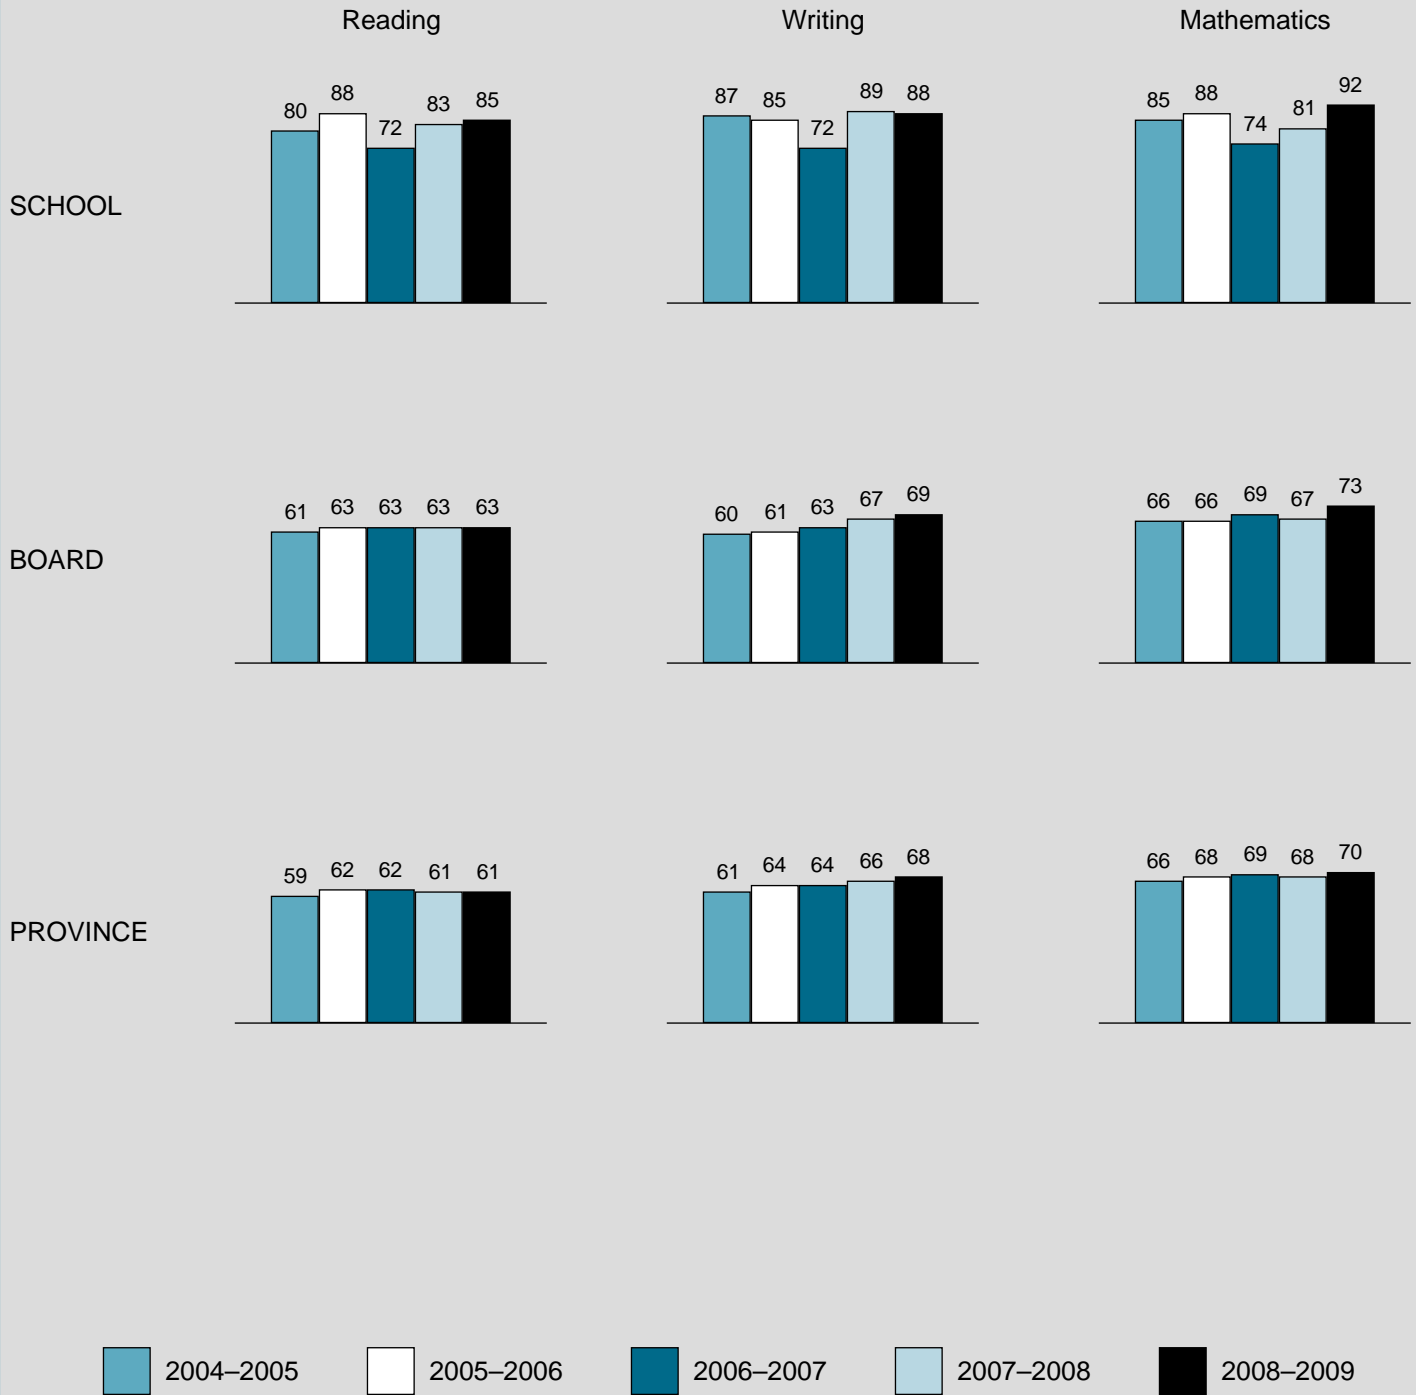 Reading Writing Mathematics
80 88 72 83 85 87 85 72 89 88 85 88 74 81 92
SCHOOL
61 63 63 63 63 60 61 63 67 69 66 66 69 67 73
BOARD
59 62 62 61 61 61 64 64 66 68 66 68 69 68 70
PROVINCE
2004–2005 2005–2006 2006–2007 2007–2008 2008–2009